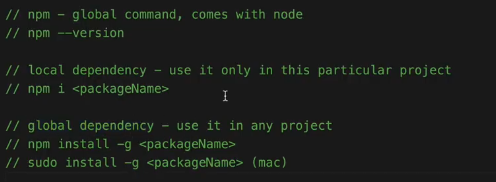 // npm - global command, comes with node
// npm --version
// local dependency - use it only in this particular project
// npm i <packageName>
// global dependency - use it in any project
// npm install -g <packageName>
// sudo install -g <packageName> (mac)